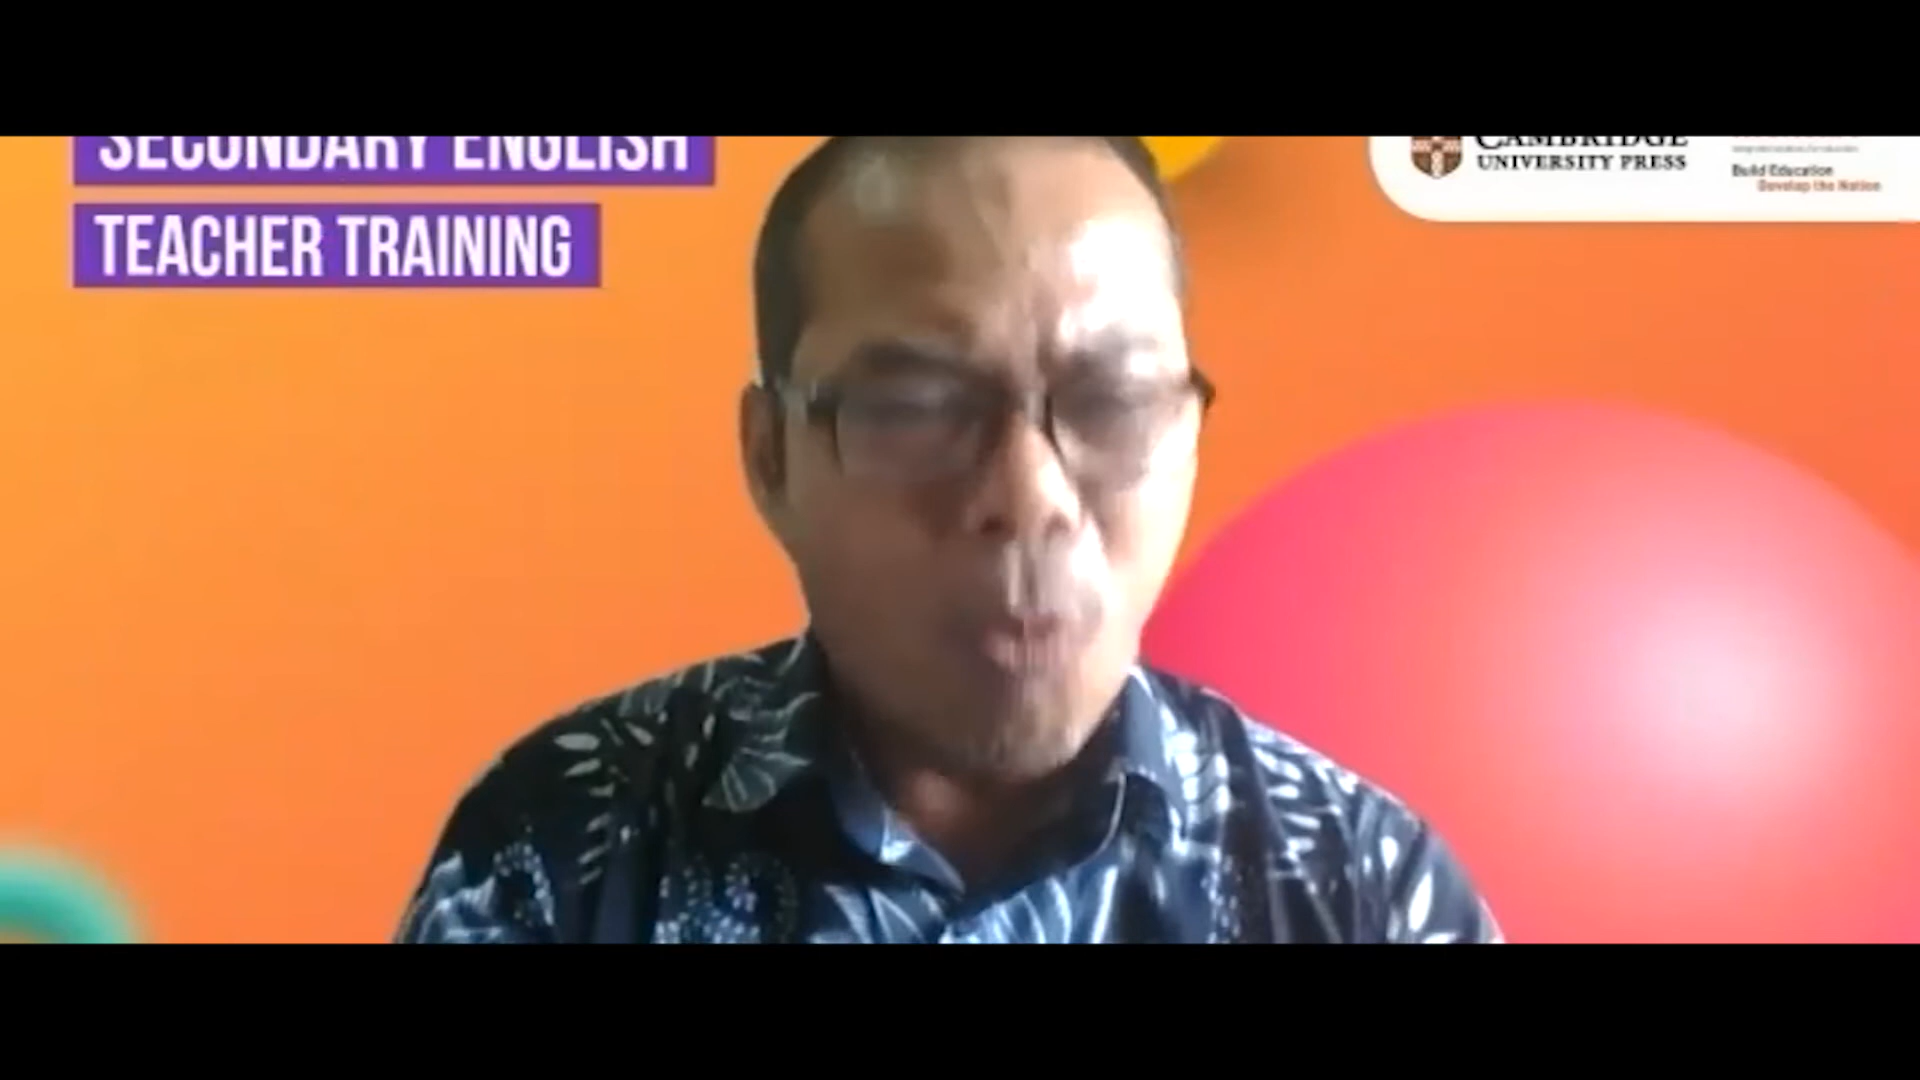 SECONDARY ENGLISH
TEACHER TRAINING
CAMBRIDGE
UNIVERSITY PRESS
Build Education
Develop the Nation